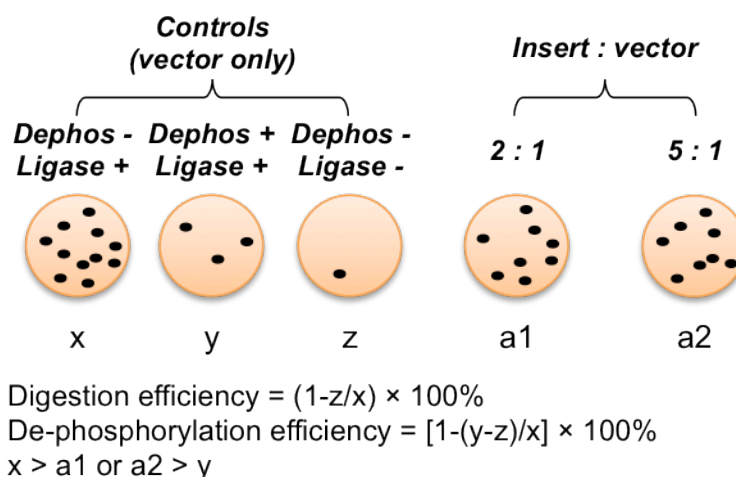 Controls
(vector only)
Insert : vector
Dephos - Dephos + Dephos -
Ligase + Ligase + Ligase -
2 : 1 5 : 1
x y z a1 a2
Digestion efficiency = (1-z/x) × 100%
De-phosphorylation efficiency = [1-(y-z)/x] × 100%
x > a1 or a2 > y